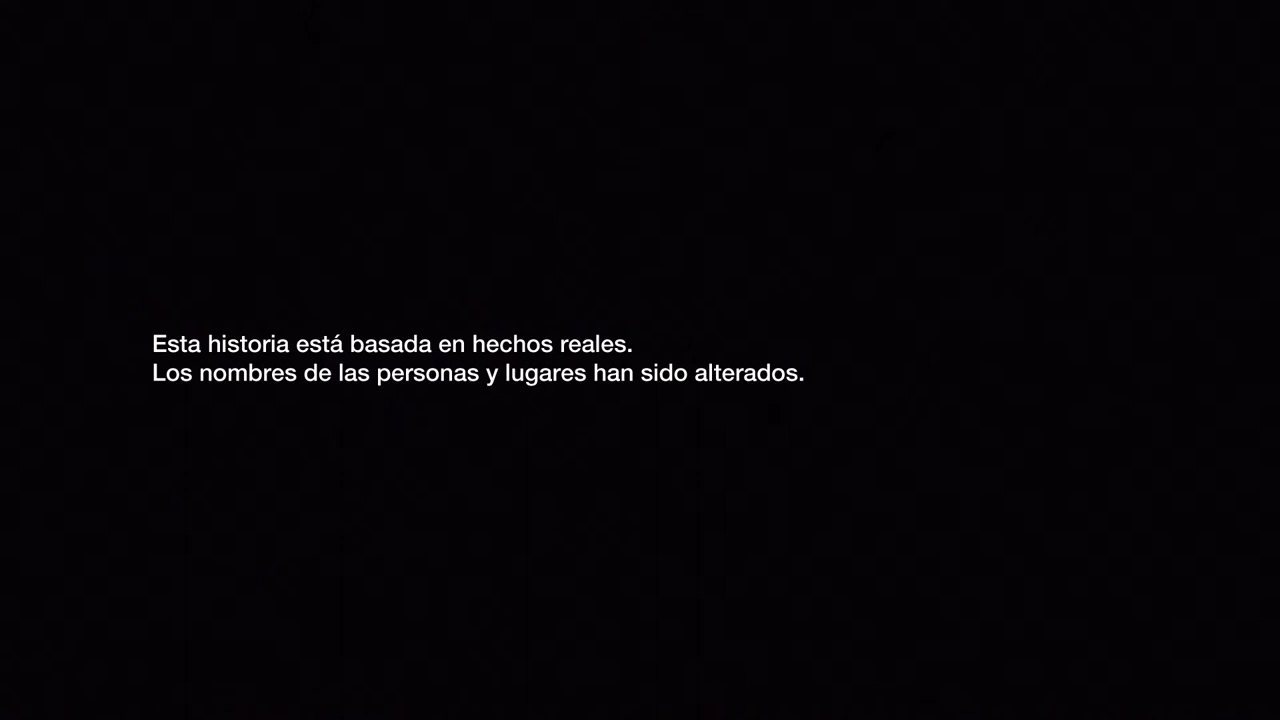 Esta historia está basada en hechos reales.
Los nombres de las personas y lugares han sido alterados.